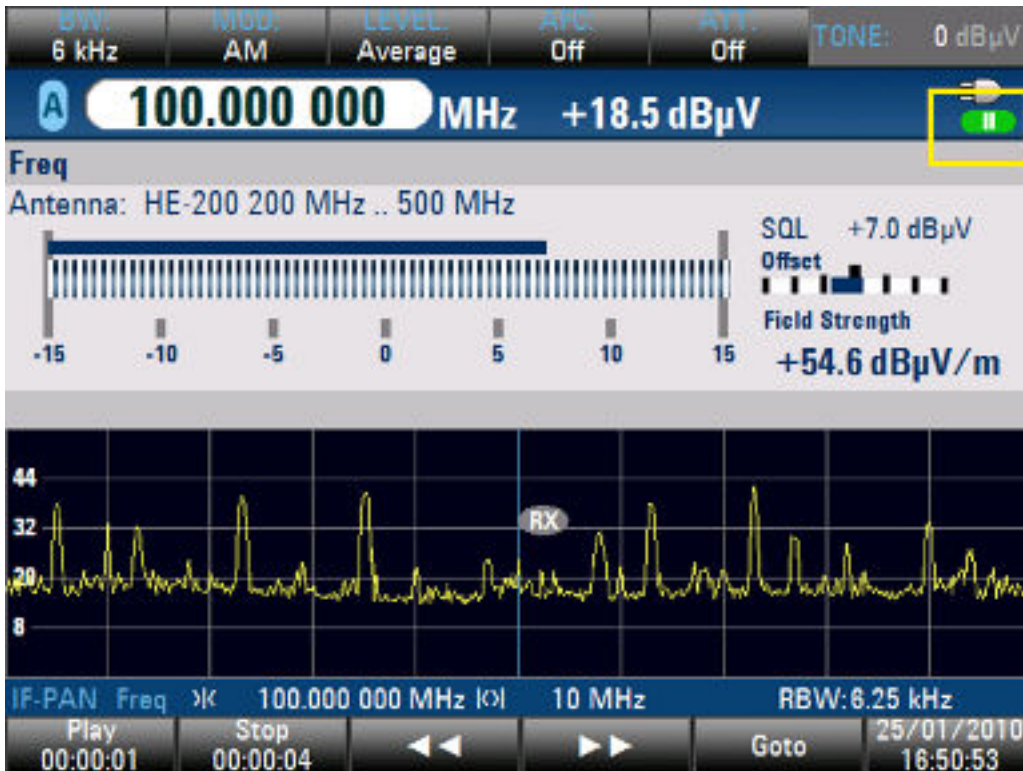 BW: MOD: LEVEL: AFC: ATT: TONE: 0 dBµV
6 kHz AM Average Off Off
A 100.000 000 MHz +18.5 dBµV
Freq
Antenna: HE-200 200 MHz .. 500 MHz
SQL +7.0 dBµV
Offset
Field Strength
-15 -10 -5 0 5 10 15
+54.6 dBµV/m
44
32
RX
20
8
IF-PAN Freq 100.000 000 MHz 10 MHz RBW:6.25 kHz
Play Stop Goto 25/01/2010
00:00:01 00:00:04 16:50:53